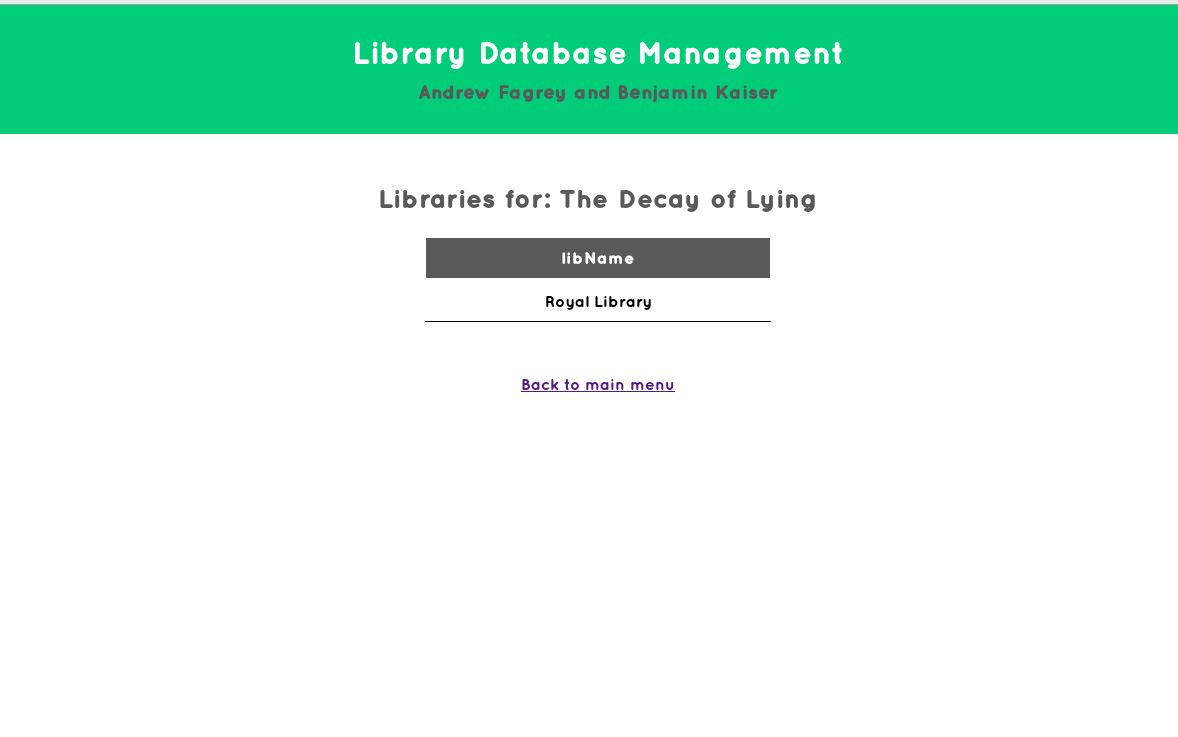 Library Database Management
Andrew Fagrey and Benjamin Kaiser
Libraries for: The Decay of Lying
libName
Royal Library
Back to main menu